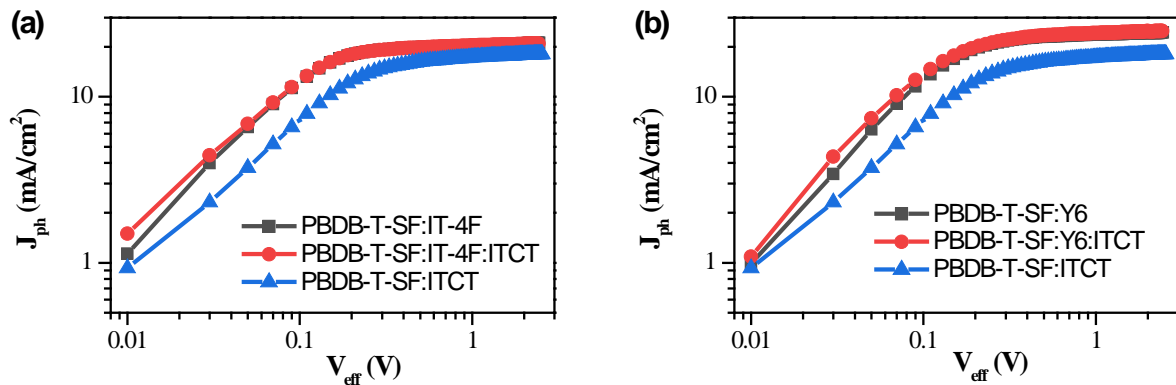 (a)
10
1
J_ph (mA/cm²)
PBDB-T-SF:IT-4F
PBDB-T-SF:IT-4F:ITCT
PBDB-T-SF:ITCT
0.01
0.1
1
V_eff (V)
(b)
10
1
J_ph (mA/cm²)
PBDB-T-SF:Y6
PBDB-T-SF:Y6:ITCT
PBDB-T-SF:ITCT
0.01
0.1
1
V_eff (V)